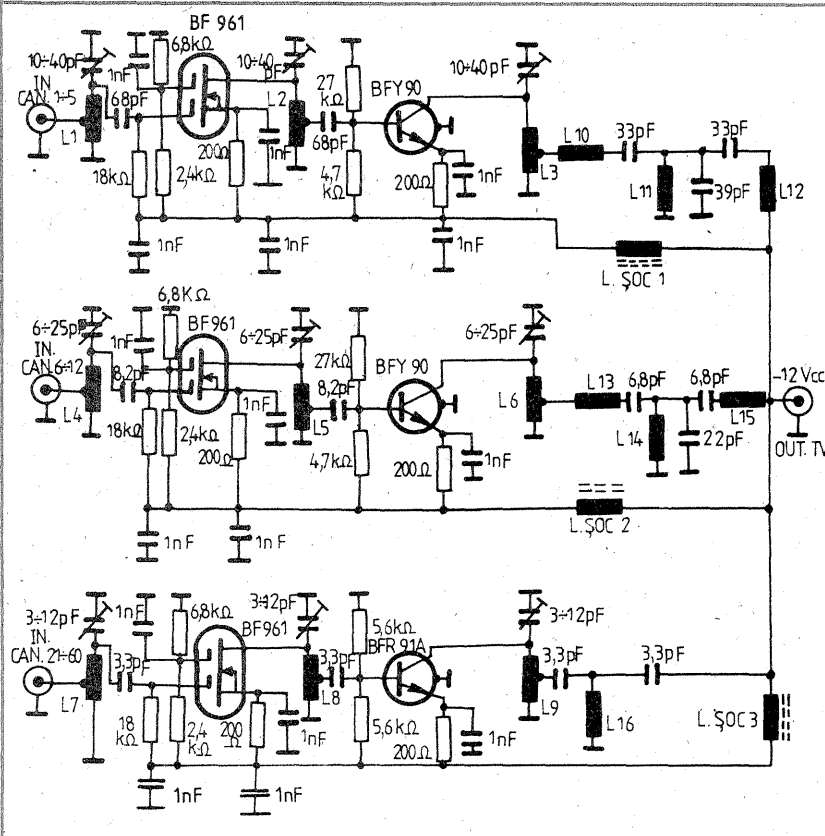 BF 961
6,8kΩ
10÷40pF
IN
CAN. 1÷5
1nF
68pF
L1
18kΩ
2,4kΩ
200Ω
10÷40
pF
L2
1nF
68pF
27
kΩ
4,7
kΩ
BFY 90
200Ω
1nF
10÷40pF
L3
L10
33pF
L11
39pF
33pF
L12
1nF
1nF
1nF
L. ŞOC 1
6,8KΩ
BF961
6÷25pF
IN.
CAN.6÷12
1nF
8,2pF
L4
18kΩ
2,4kΩ
200Ω
6÷25pF
1nF
L5
8,2pF
27kΩ
4,7kΩ
BFY 90
200Ω
1nF
6÷25pF
L6
L13
6,8pF
L14
22pF
6,8pF
L15
-12 Vcc
OUT. TV
1nF
1nF
L.ŞOC 2
3÷12pF
IN.
CAN. 21÷60
1nF
6,8kΩ
BF961
3,3pF
L7
18
kΩ
2,4
kΩ
200
Ω
3÷12pF
1nF
L8
3,3pF
5,6kΩ
BFR 91A
5,6kΩ
200Ω
1nF
3÷12pF
L9
3,3pF
L16
3,3pF
L.ŞOC3
1nF
1nF